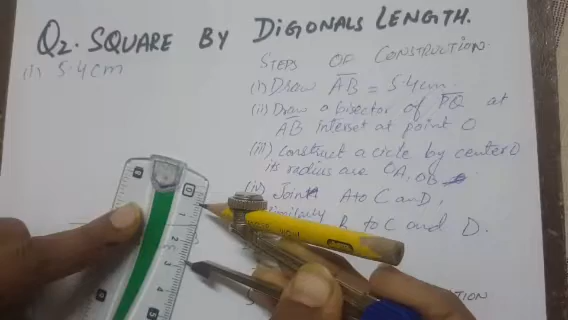 Q2. SQUARE BY DIGONALS LENGTH.
(i) 5.4cm
STEPS OF CONSTRUCTION.
(i) Draw AB = 5.4cm.
(ii) Draw a bisector of PQ at
AB interset at point O
(iii) construct a cicle by center O
its radius are OA, OB
(iv) Join A to C and D,
similarly B to C and D.